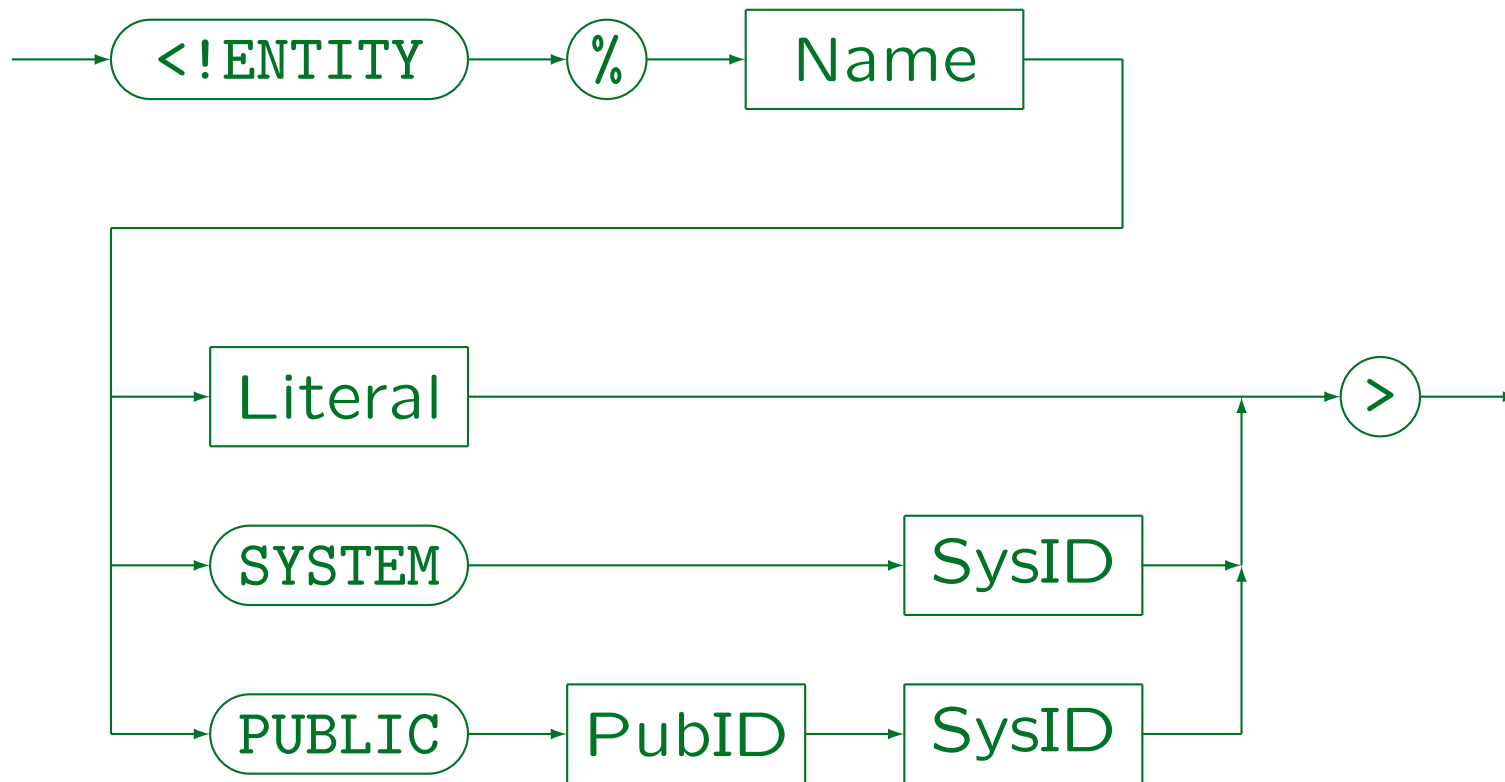 <!ENTITY % Name
Literal >
SYSTEM SysID
PUBLIC PubID SysID